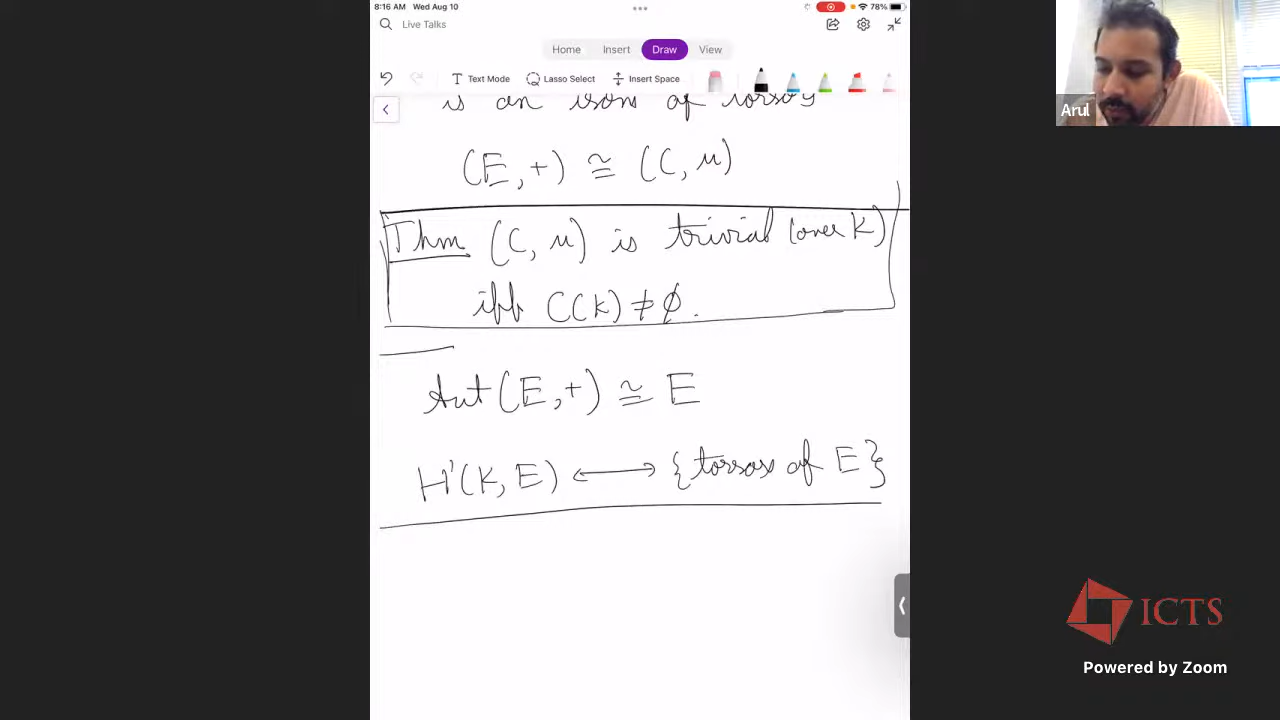 8:16 AM Wed Aug 10
78%
Live Talks
Home Insert Draw View
Text Mode Lasso Select Insert Space
is an isom of torsors
(E, +) ≅ (C, μ)
Thm (C, μ) is trivial (over K)
iff C(K) ≠ ∅.
Aut(E, +) ≅ E
H¹(K, E) ⟷ {torsors of E}
Arul
ICTS
Powered by Zoom